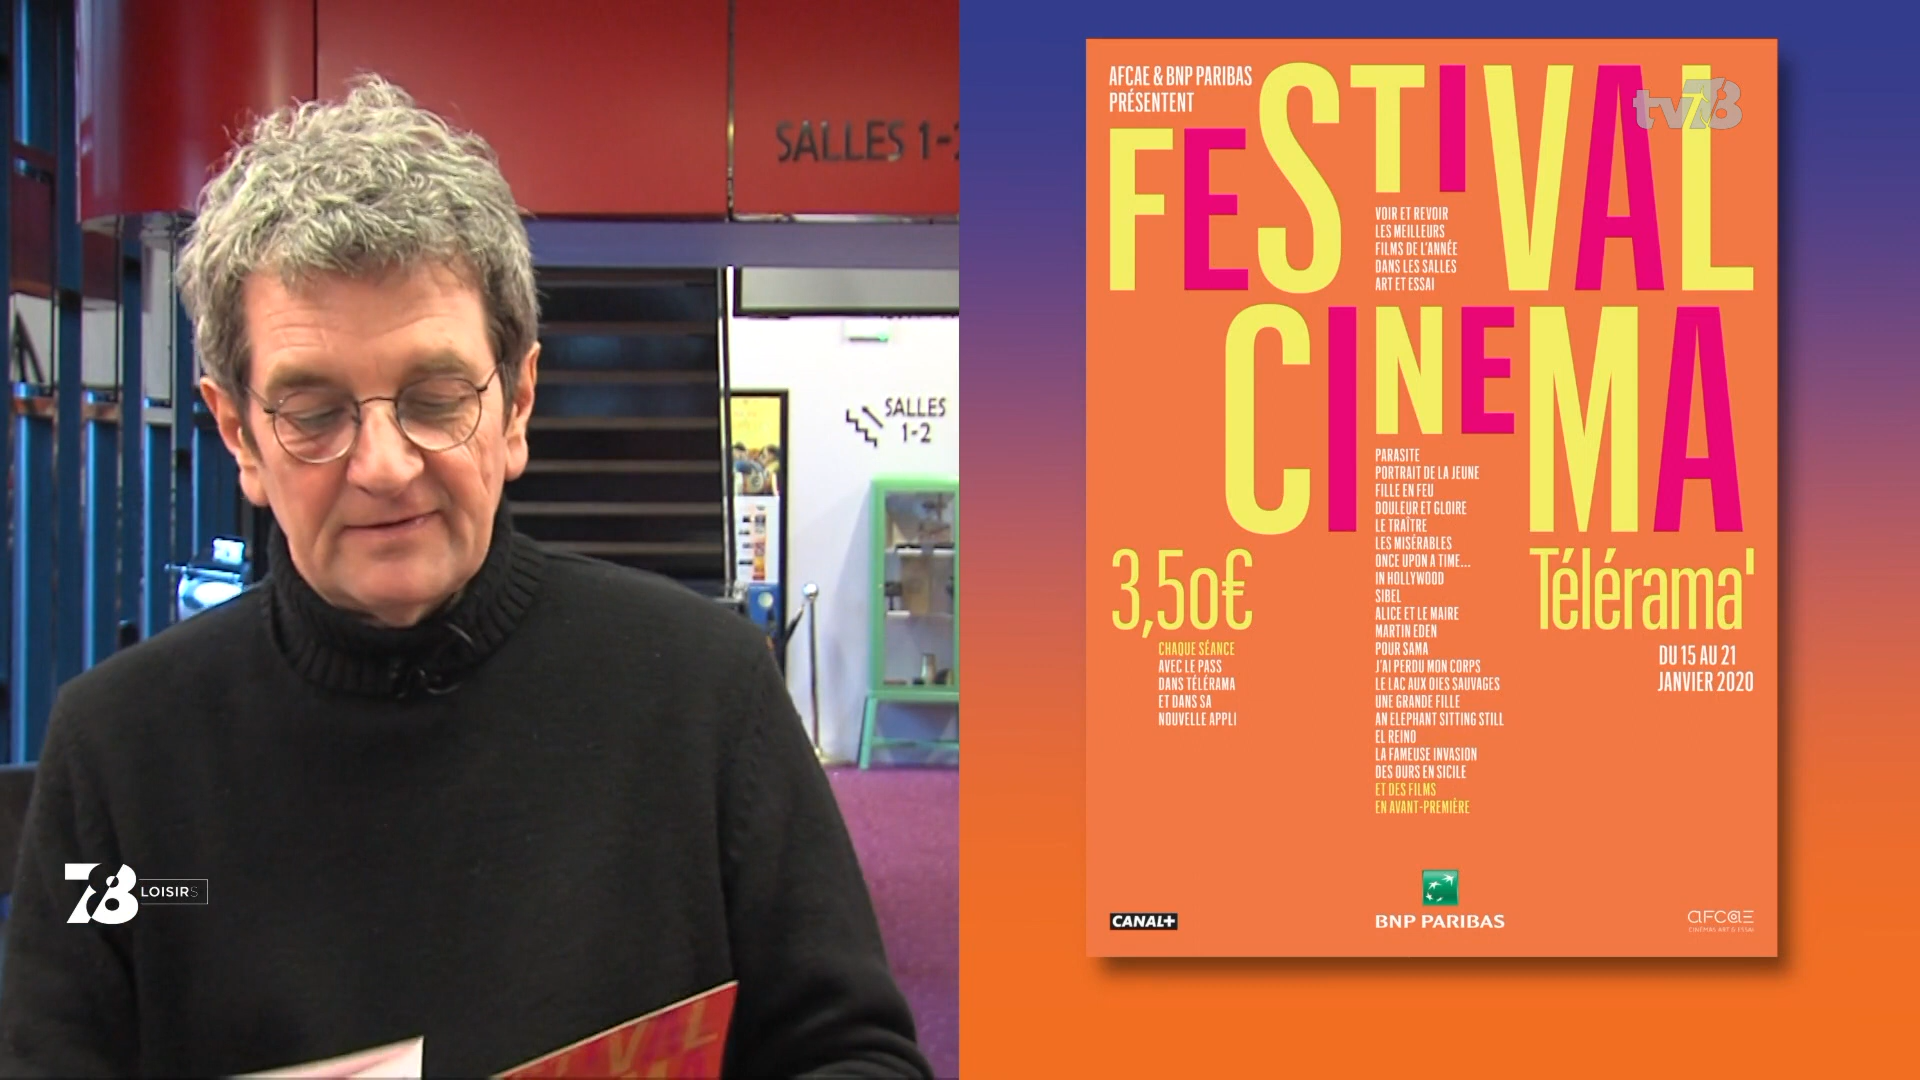 SALLES 1-2
SALLES
1-2
78 LOISIRS
AFCAE & BNP PARIBAS
PRÉSENTENT
FESTIVAL
VOIR ET REVOIR
LES MEILLEURS
FILMS DE L'ANNÉE
DANS LES SALLES
ART ET ESSAI
CINEMA
Télérama'
DU 15 AU 21
JANVIER 2020
3,50€
CHAQUE SÉANCE
AVEC LE PASS
DANS TÉLÉRAMA
ET DANS SA
NOUVELLE APPLI
PARASITE
PORTRAIT DE LA JEUNE
FILLE EN FEU
DOULEUR ET GLOIRE
LE TRAÎTRE
LES MISÉRABLES
ONCE UPON A TIME...
IN HOLLYWOOD
SIBEL
ALICE ET LE MAIRE
MARTIN EDEN
POUR SAMA
J'AI PERDU MON CORPS
LE LAC AUX OIES SAUVAGES
UNE GRANDE FILLE
AN ELEPHANT SITTING STILL
EL REINO
LA FAMEUSE INVASION
DES OURS EN SICILE
ET DES FILMS
EN AVANT-PREMIÈRE
CANAL+
BNP PARIBAS
aFC@E
CINÉMAS ART & ESSAI
tv78